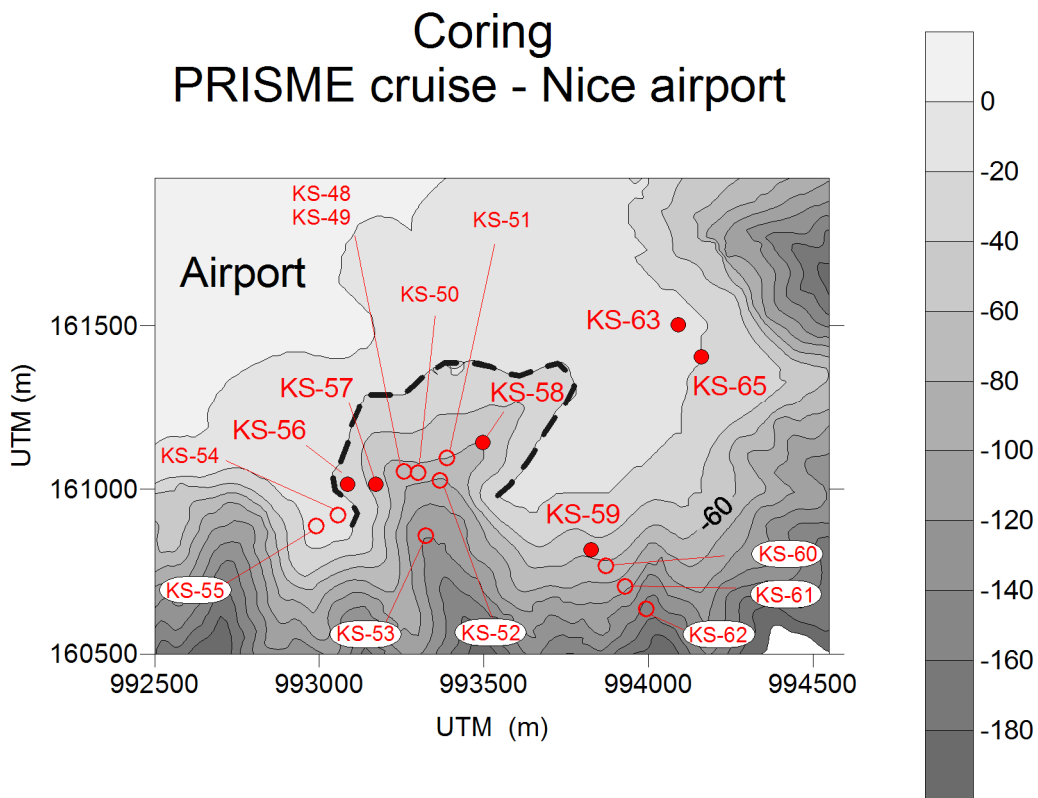 Coring
PRISME cruise - Nice airport
0
-20
-40
-60
-80
-100
-120
-140
-160
-180
KS-48
KS-49
KS-51
Airport
KS-50
KS-63
161500
KS-65
KS-57
KS-58
KS-56
KS-54
161000
KS-59
-60
KS-60
KS-55
KS-61
KS-53
KS-52
KS-62
160500
992500
993000
993500
994000
994500
UTM (m)
UTM (m)